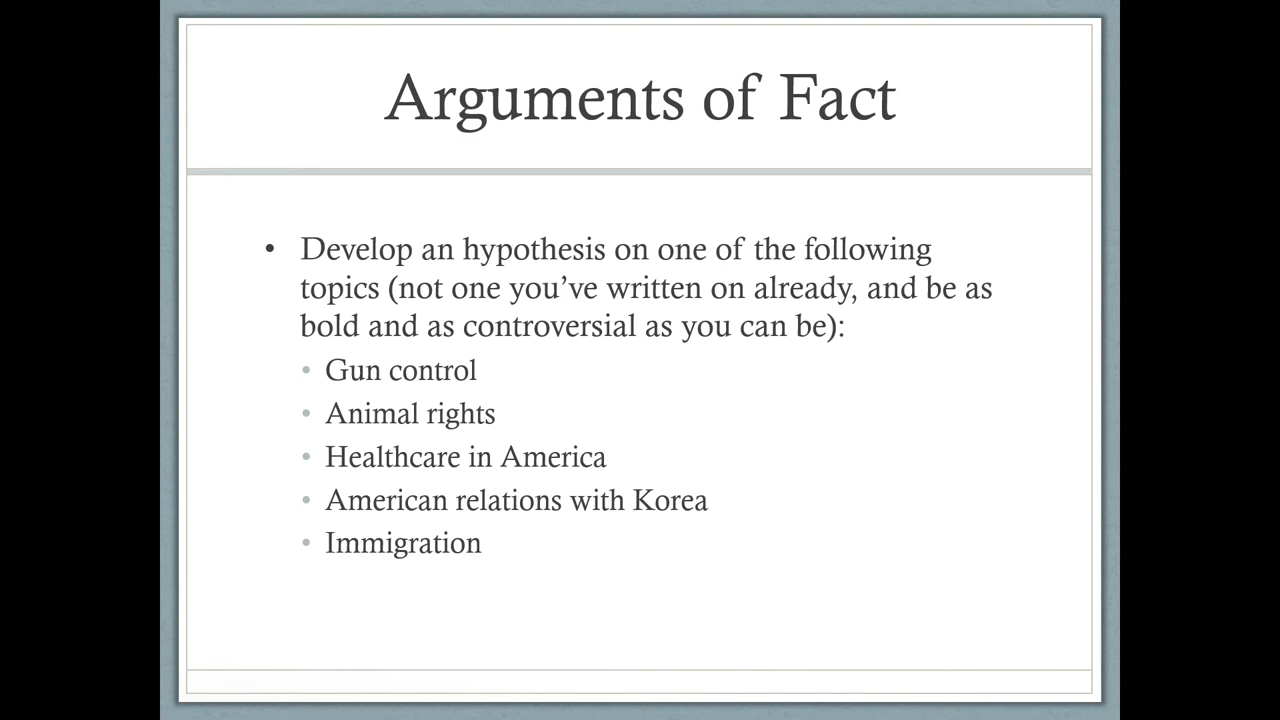 Arguments of Fact
• Develop an hypothesis on one of the following
topics (not one you’ve written on already, and be as
bold and as controversial as you can be):
• Gun control
• Animal rights
• Healthcare in America
• American relations with Korea
• Immigration